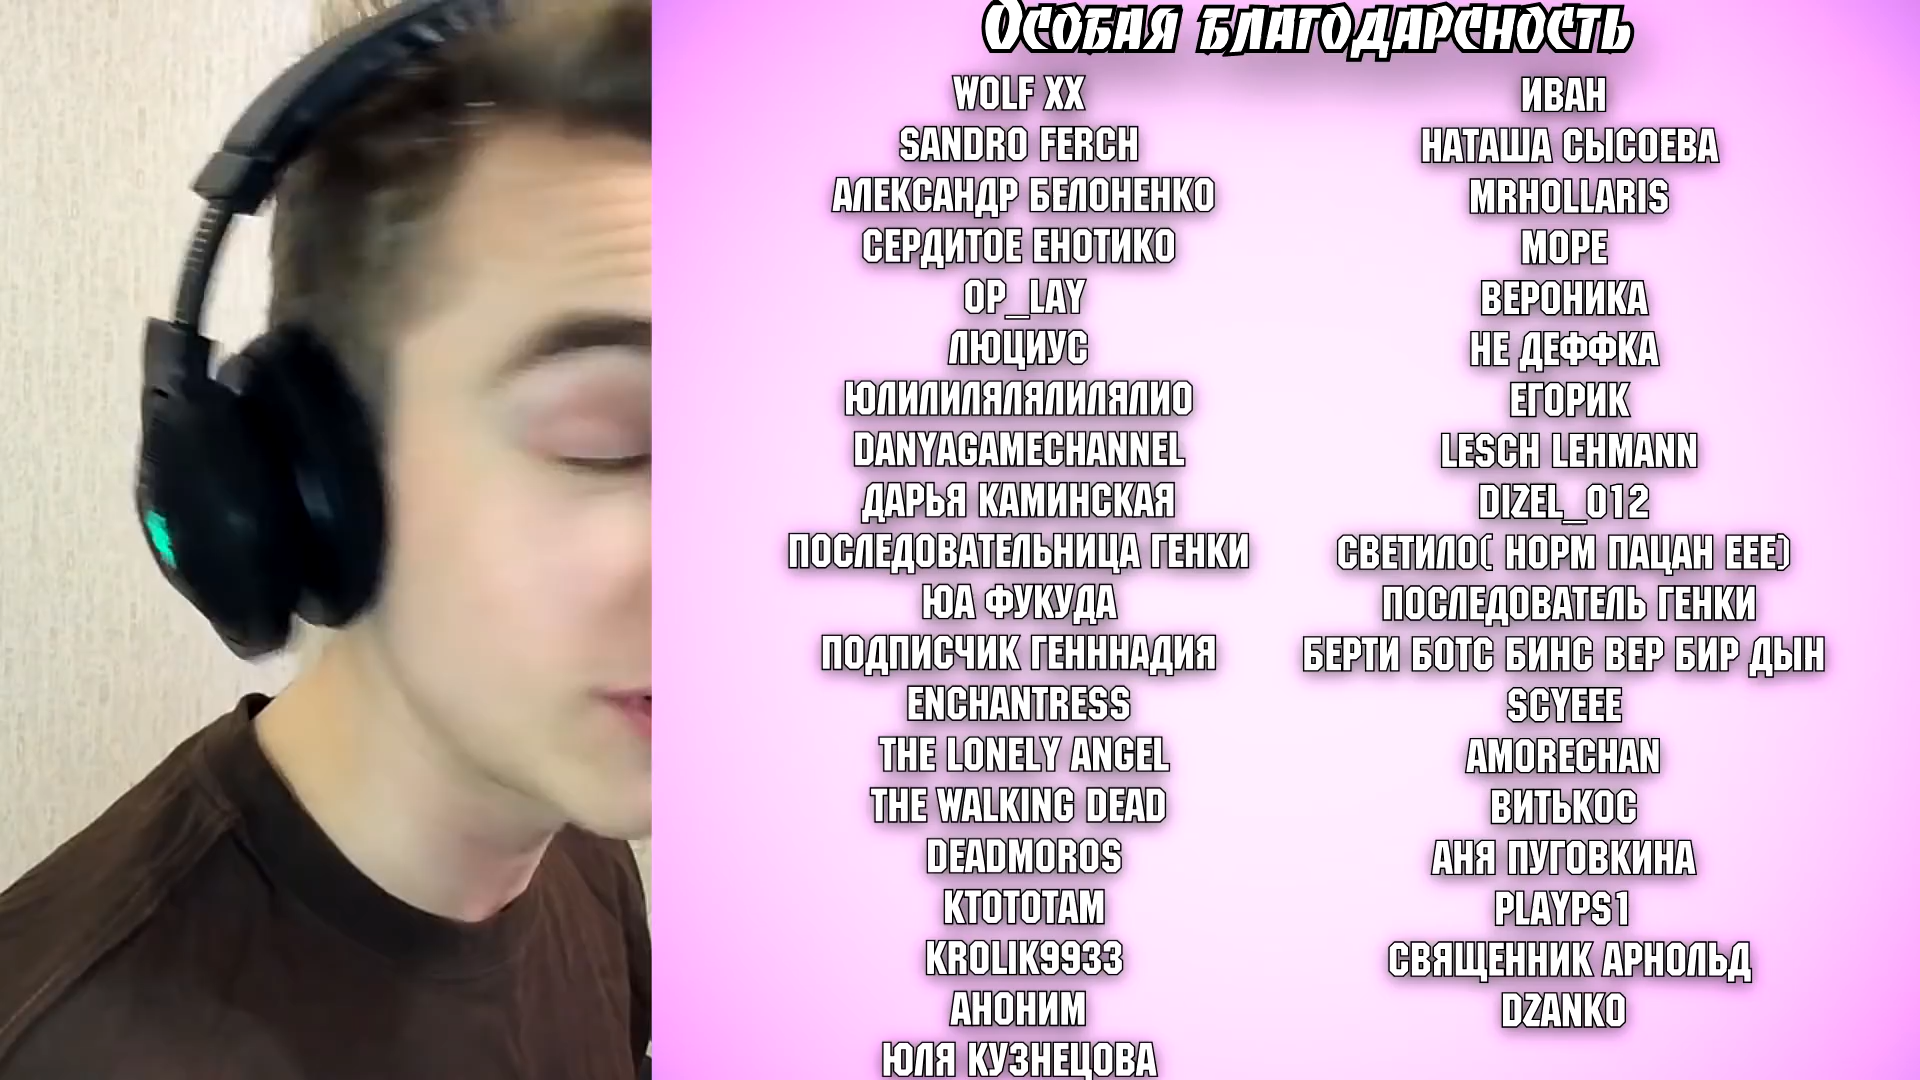 Особая благодарсность
WOLF XX
SANDRO FERCH
АЛЕКСАНДР БЕЛОНЕНКО
СЕРДИТОЕ ЕНОТИКО
OP_LAY
ЛЮЦИУС
ЮЛИЛИЛЯЛЯЛИЛЯЛИО
DANYAGAMECHANNEL
ДАРЬЯ КАМИНСКАЯ
ПОСЛЕДОВАТЕЛЬНИЦА ГЕНКИ
ЮА ФУКУДА
ПОДПИСЧИК ГЕНННАДИЯ
ENCHANTRESS
THE LONELY ANGEL
THE WALKING DEAD
DEADMOROS
КТОТОТАМ
KROLIK9933
АНОНИМ
ЮЛЯ КУЗНЕЦОВА
ИВАН
НАТАША СЫСОЕВА
MRHOLLARIS
МОРЕ
ВЕРОНИКА
НЕ ДЕФФКА
ЕГОРИК
LESCH LEHMANN
DIZEL_012
СВЕТИЛО( НОРМ ПАЦАН ЕЕЕ)
ПОСЛЕДОВАТЕЛЬ ГЕНКИ
БЕРТИ БОТС БИНС ВЕР БИР ДЫН
SCYEEE
AMORECHAN
ВИТЬКОС
АНЯ ПУГОВКИНА
PLAYPS1
СВЯЩЕННИК АРНОЛЬД
DZANKO